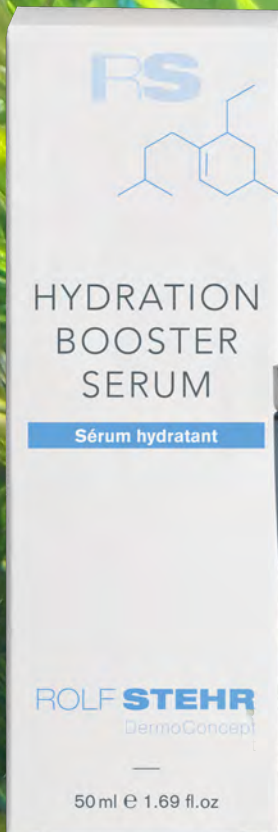 RS
HYDRATION
BOOSTER
SERUM
Sérum hydratant
ROLF STEHR
DermoConcept
50 ml ℮ 1.69 fl.oz